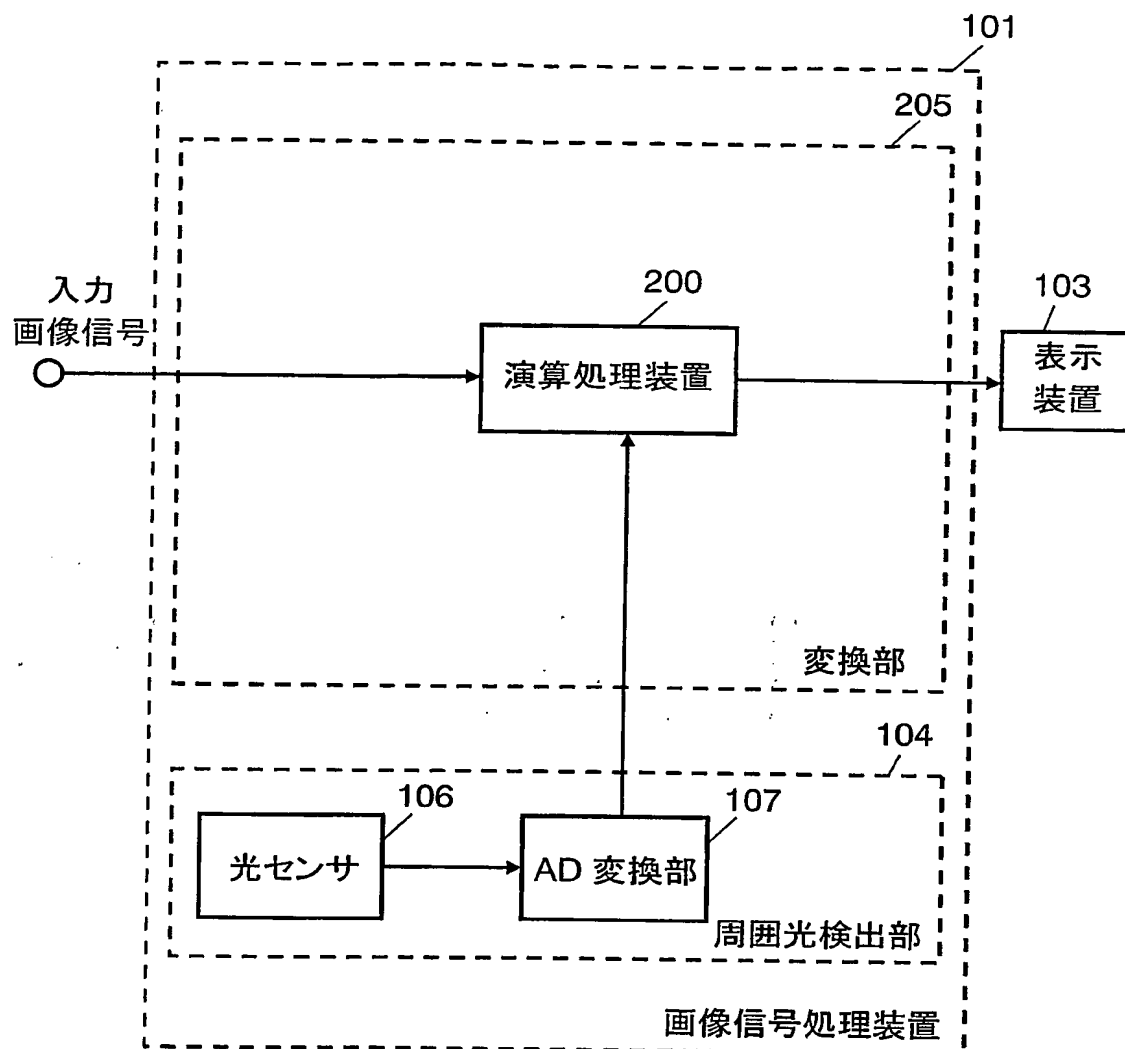 101
205
入力
画像信号
200
演算処理装置
103
表示
装置
変換部
104
106
光センサ
107
AD 変換部
周囲光検出部
画像信号処理装置